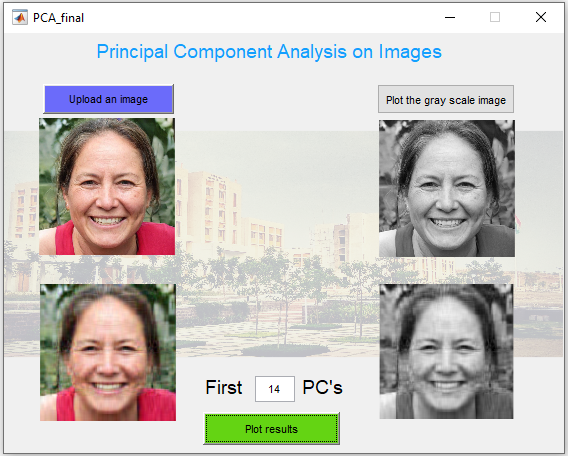 PCA_final
Principal Component Analysis on Images
Upload an image
Plot the gray scale image
First 14 PC's
Plot results